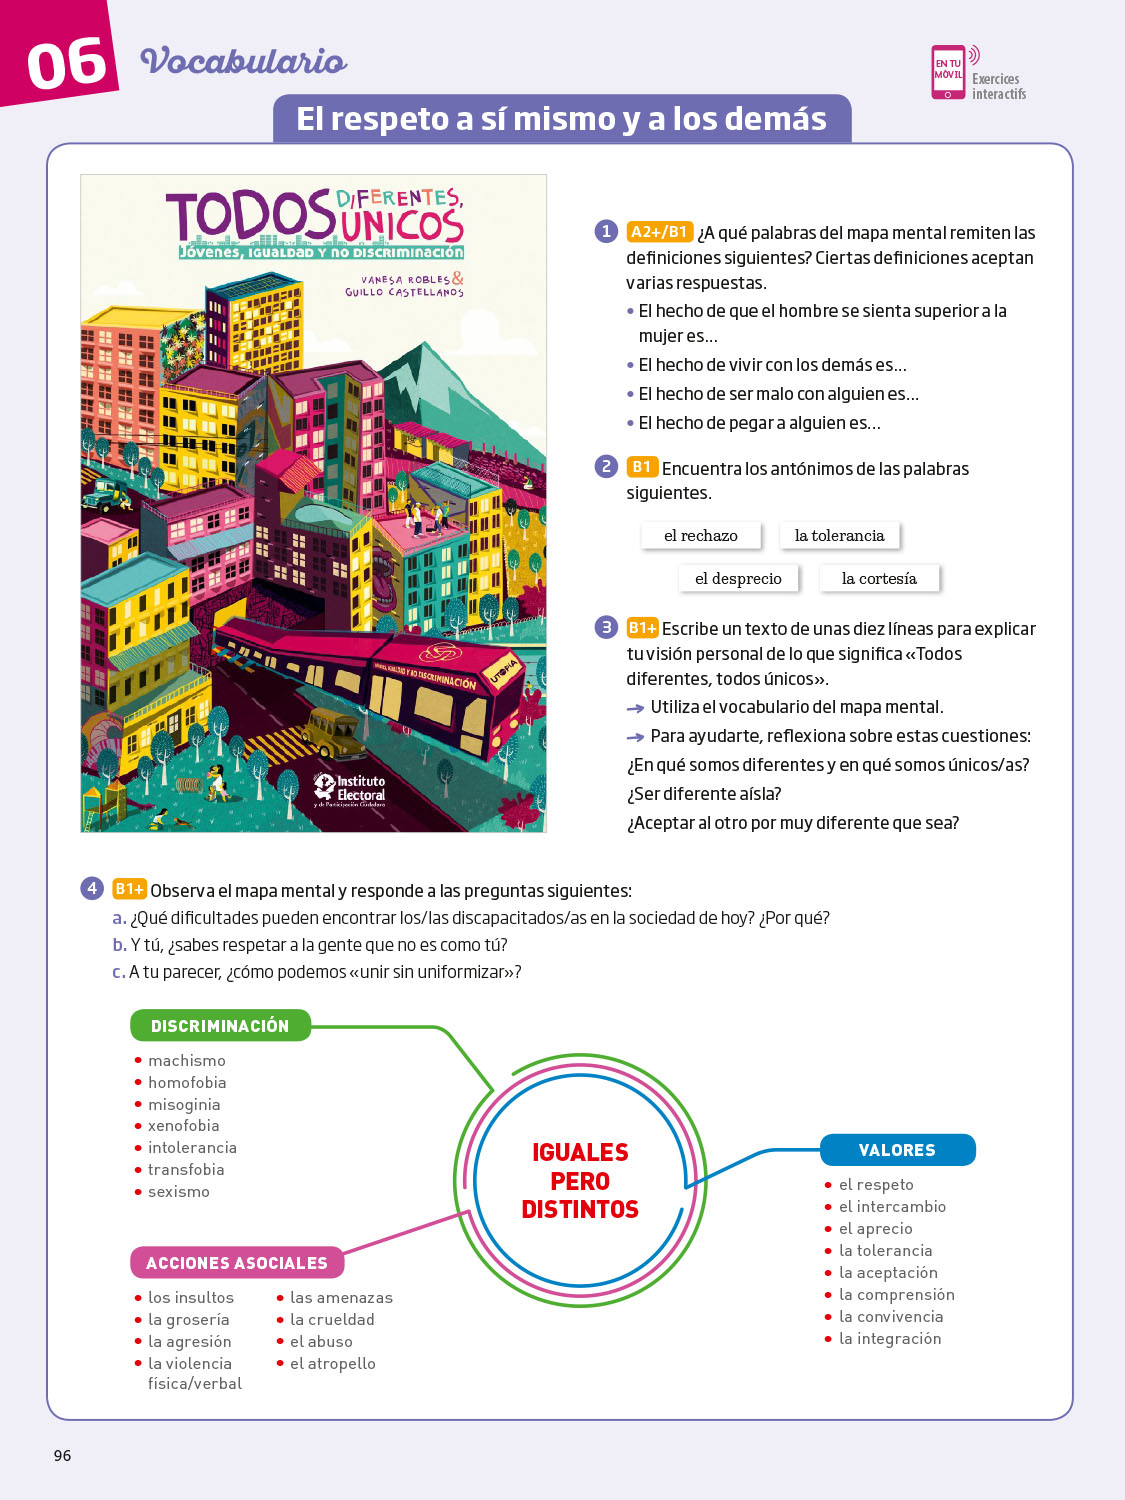 06
Vocabulario
EN TU
MÓVIL
Exercices
interactifs
El respeto a sí mismo y a los demás
TODOS DIFERENTES,
UNICOS
JÓVENES, IGUALDAD Y NO DISCRIMINACIÓN
VANESA ROBLES &
GUILLO CASTELLANOS
JÓVENES, IGUALDAD Y NO DISCRIMINACIÓN
UTOPIA
Instituto
Electoral
y de Participación Ciudadana
1 A2+/B1 ¿A qué palabras del mapa mental remiten las
definiciones siguientes? Ciertas definiciones aceptan
varias respuestas.
• El hecho de que el hombre se sienta superior a la
mujer es...
• El hecho de vivir con los demás es...
• El hecho de ser malo con alguien es...
• El hecho de pegar a alguien es...
2 B1 Encuentra los antónimos de las palabras
siguientes.
el rechazo la tolerancia
el desprecio la cortesía
3 B1+ Escribe un texto de unas diez líneas para explicar
tu visión personal de lo que significa «Todos
diferentes, todos únicos».
→ Utiliza el vocabulario del mapa mental.
→ Para ayudarte, reflexiona sobre estas cuestiones:
¿En qué somos diferentes y en qué somos únicos/as?
¿Ser diferente aísla?
¿Aceptar al otro por muy diferente que sea?
4 B1+ Observa el mapa mental y responde a las preguntas siguientes:
a. ¿Qué dificultades pueden encontrar los/las discapacitados/as en la sociedad de hoy? ¿Por qué?
b. Y tú, ¿sabes respetar a la gente que no es como tú?
c. A tu parecer, ¿cómo podemos «unir sin uniformizar»?
DISCRIMINACIÓN
• machismo
• homofobia
• misoginia
• xenofobia
• intolerancia
• transfobia
• sexismo
ACCIONES ASOCIALES
• los insultos
• la grosería
• la agresión
• la violencia
física/verbal
• las amenazas
• la crueldad
• el abuso
• el atropello
IGUALES
PERO
DISTINTOS
VALORES
• el respeto
• el intercambio
• el aprecio
• la tolerancia
• la aceptación
• la comprensión
• la convivencia
• la integración
96